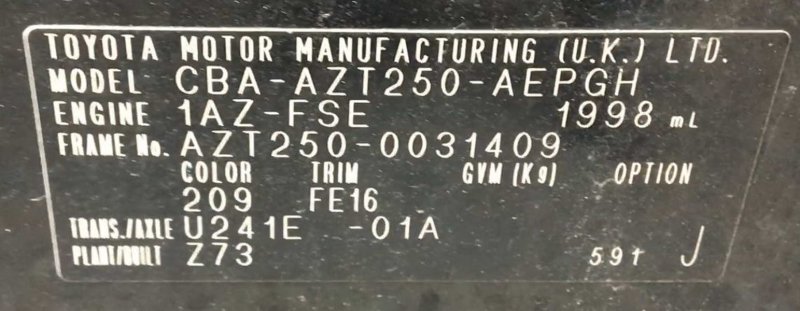 TOYOTA MOTOR MANUFACTURING (U.K.) LTD.
MODEL CBA-AZT250-AEPGH
ENGINE 1AZ-FSE 1998 mL
FRAME No. AZT250-0031409
COLOR TRIM GVM (Kg) OPTION
209 FE16
TRANS./AXLE U241E -01A
PLANT/BUILT Z73 591 J